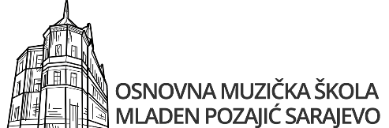 OSNOVNA MUZIČKA ŠKOLA
MLADEN POZAJIĆ SARAJEVO